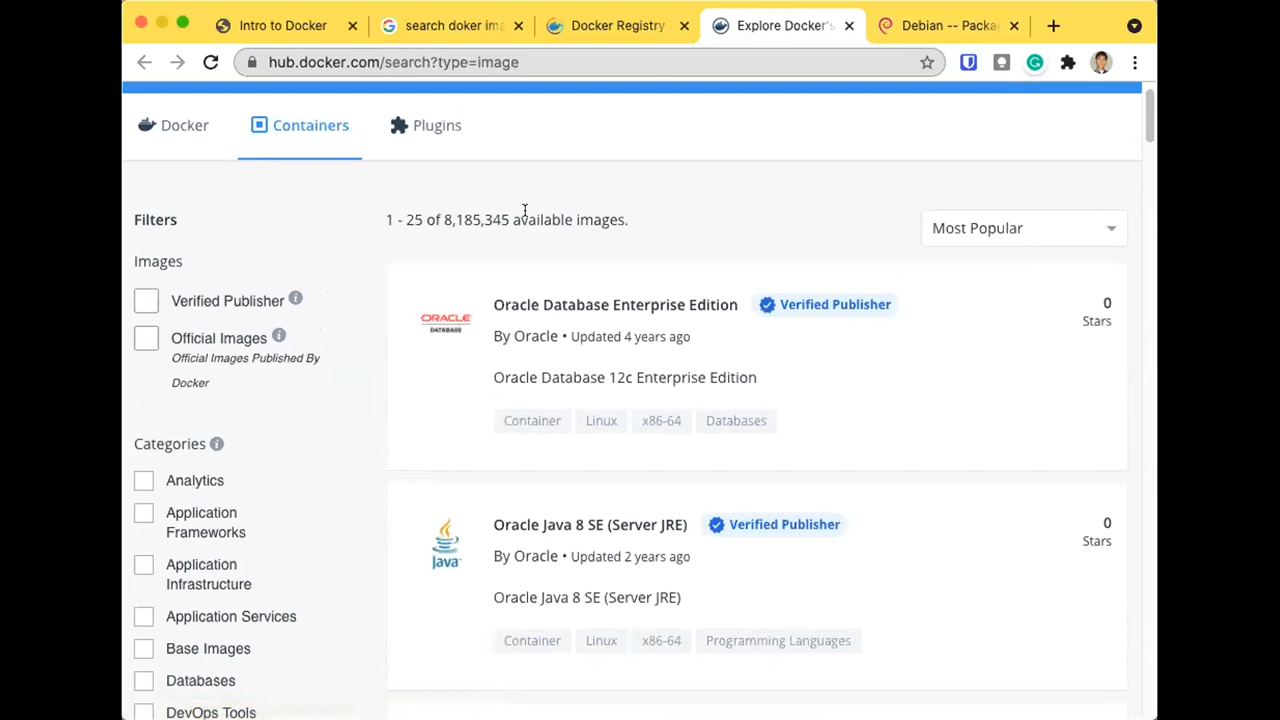 Intro to Docker
search doker ima
Docker Registry
Explore Docker's
Debian -- Packa
hub.docker.com/search?type=image
Docker
Containers
Plugins
Filters
1 - 25 of 8,185,345 available images.
Most Popular
Images
Verified Publisher
Official Images
Official Images Published By
Docker
Categories
Analytics
Application
Frameworks
Application
Infrastructure
Application Services
Base Images
Databases
DevOps Tools
ORACLE
DATABASE
Oracle Database Enterprise Edition
Verified Publisher
0
Stars
By Oracle • Updated 4 years ago
Oracle Database 12c Enterprise Edition
Container
Linux
x86-64
Databases
Java
Oracle Java 8 SE (Server JRE)
Verified Publisher
0
Stars
By Oracle • Updated 2 years ago
Oracle Java 8 SE (Server JRE)
Container
Linux
x86-64
Programming Languages